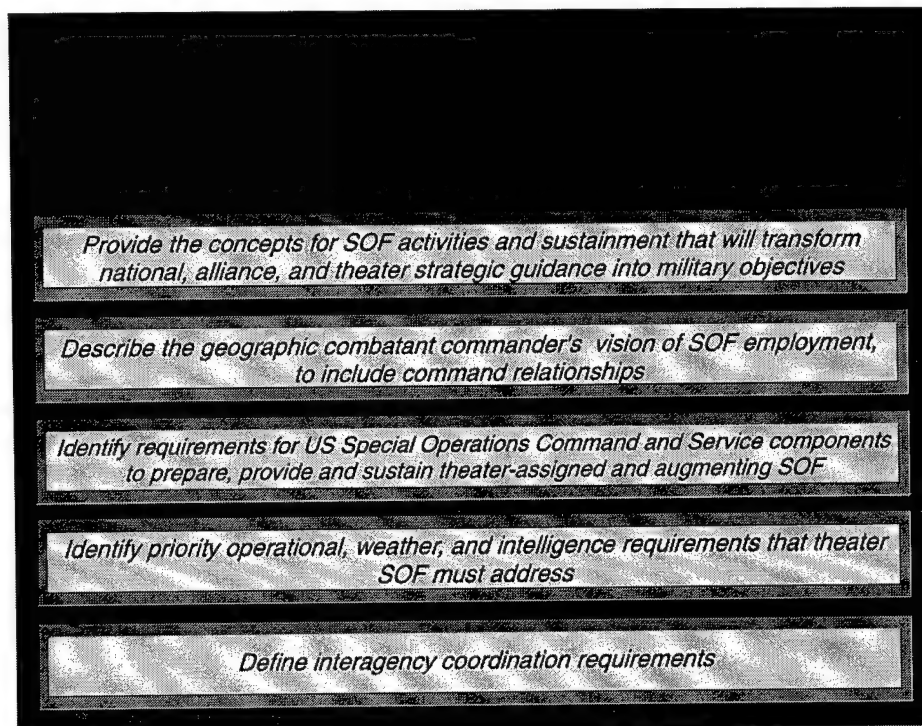 Provide the concepts for SOF activities and sustainment that will transform
national, alliance, and theater strategic guidance into military objectives
Describe the geographic combatant commander's vision of SOF employment,
to include command relationships
Identify requirements for US Special Operations Command and Service components
to prepare, provide and sustain theater-assigned and augmenting SOF
Identify priority operational, weather, and intelligence requirements that theater
SOF must address
Define interagency coordination requirements